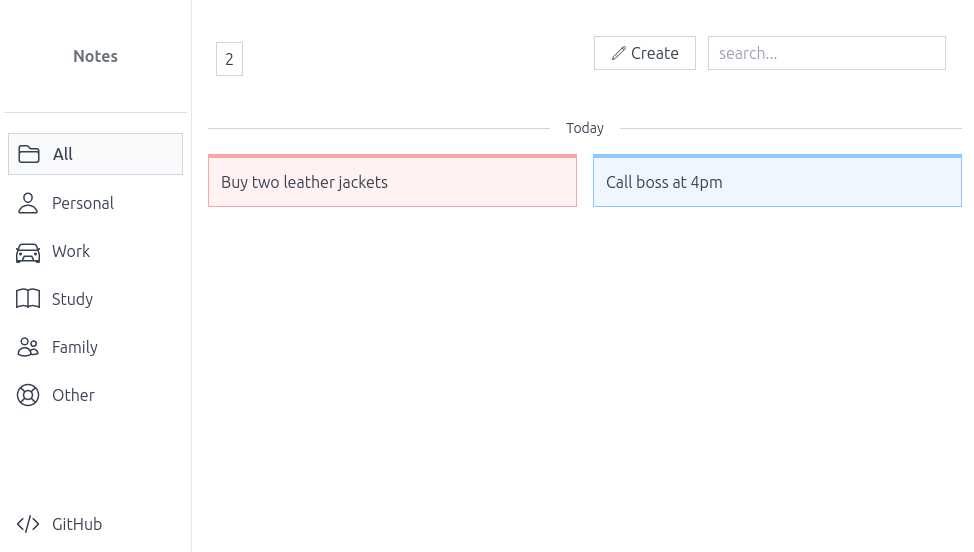 Notes
All
Personal
Work
Study
Family
Other
GitHub
2
Create
search...
Today
Buy two leather jackets
Call boss at 4pm